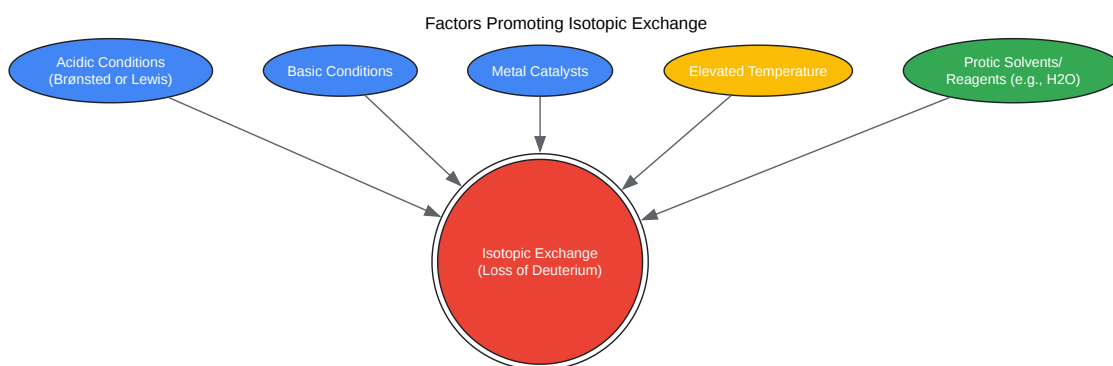 Factors Promoting Isotopic Exchange
Acidic Conditions
(Brønsted or Lewis)
Basic Conditions
Metal Catalysts
Elevated Temperature
Protic Solvents/
Reagents (e.g., H2O)
Isotopic Exchange
(Loss of Deuterium)